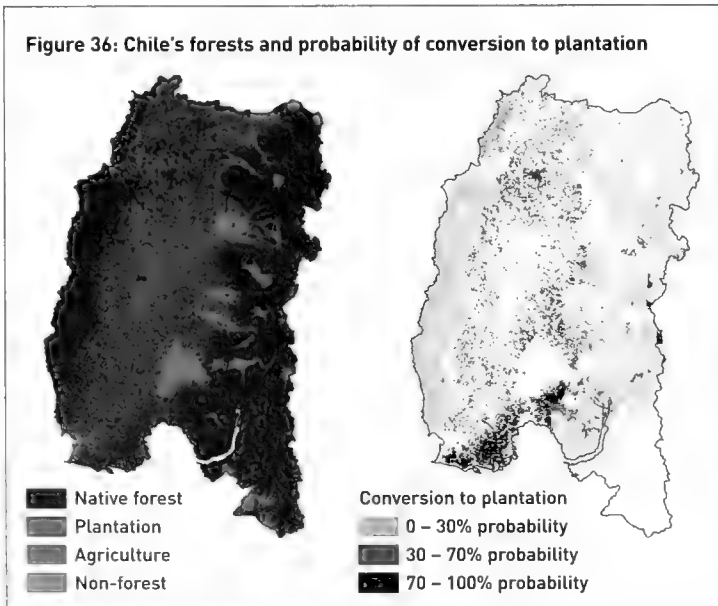 Figure 36: Chile's forests and probability of conversion to plantation
Native forest
Plantation
Agriculture
Non-forest
Conversion to plantation
0 – 30% probability
30 – 70% probability
70 – 100% probability